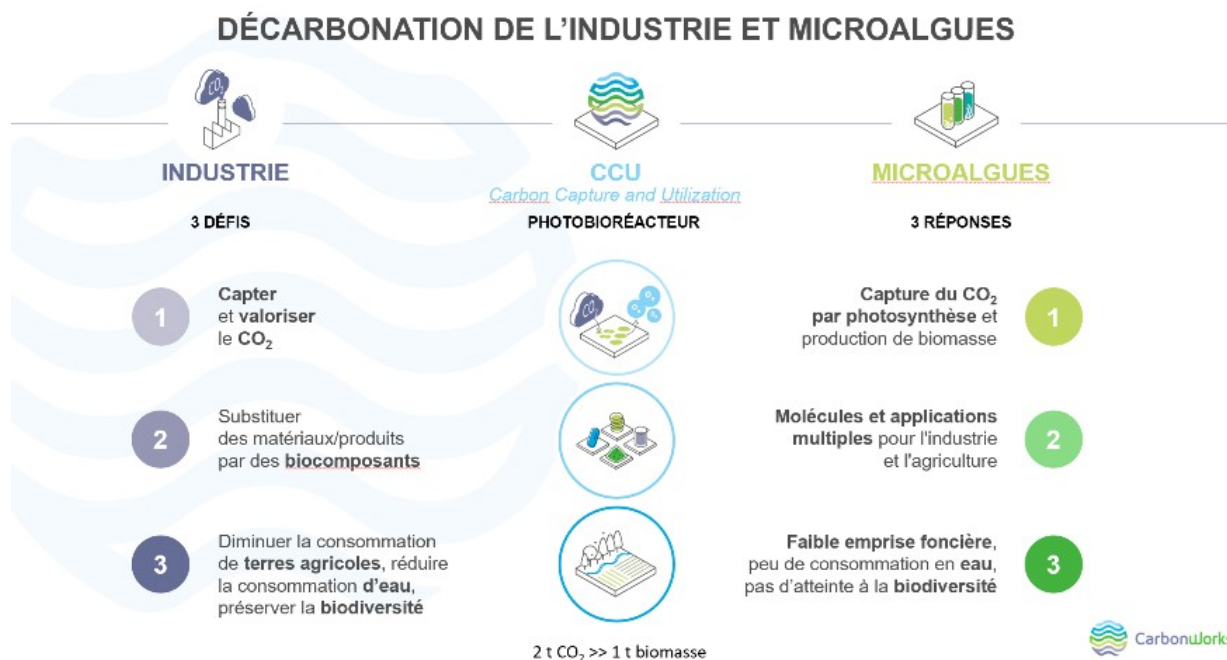 DÉCARBONATION DE L'INDUSTRIE ET MICROALGUES
CO₂
INDUSTRIE
3 DÉFIS
1
Capter
et valoriser
le CO₂
2
Substituer
des matériaux/produits
par des biocomposants
3
Diminuer la consommation
de terres agricoles, réduire
la consommation d'eau,
préserver la biodiversité
CCU
Carbon Capture and Utilization
PHOTOBIORÉACTEUR
CO₂
O₂
O₂
O₂
2 t CO₂ >> 1 t biomasse
MICROALGUES
3 RÉPONSES
Capture du CO₂
par photosynthèse et
production de biomasse
1
Molécules et applications
multiples pour l'industrie
et l'agriculture
2
Faible emprise foncière,
peu de consommation en eau,
pas d'atteinte à la biodiversité
3
CarbonWorks